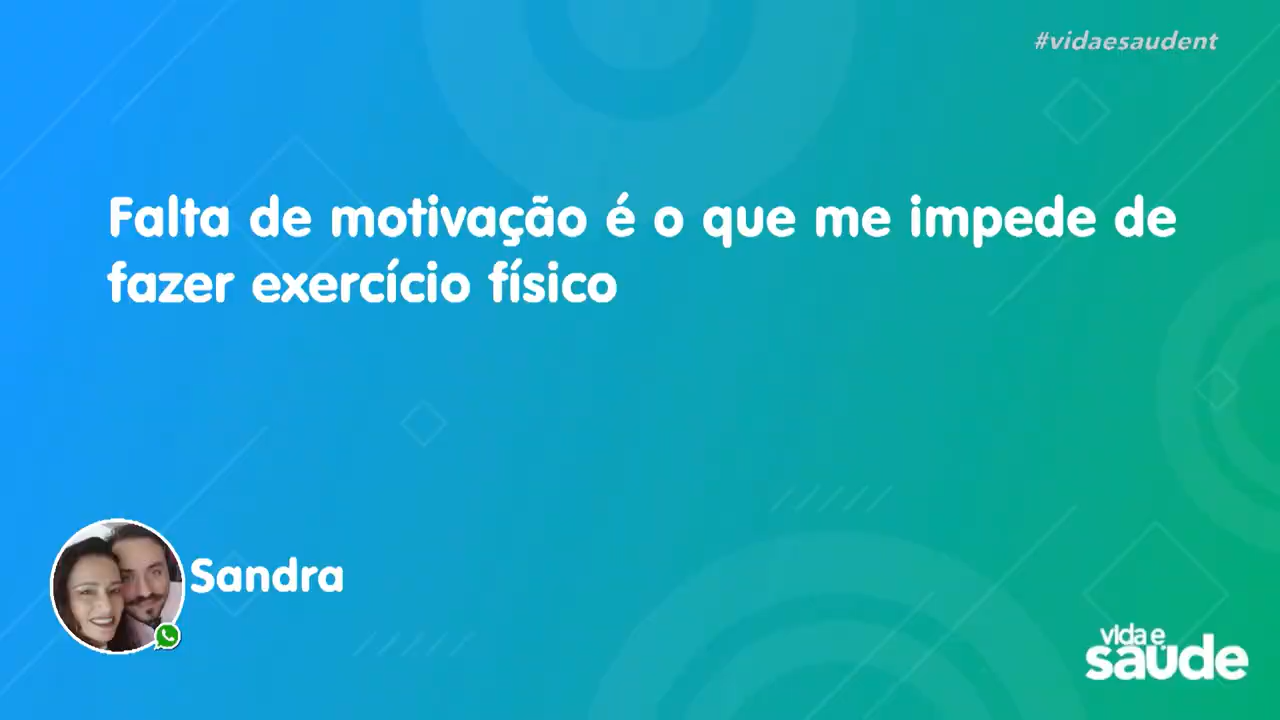 #vidaesaudent
Falta de motivação é o que me impede de
fazer exercício físico
Sandra
vida e
saúde